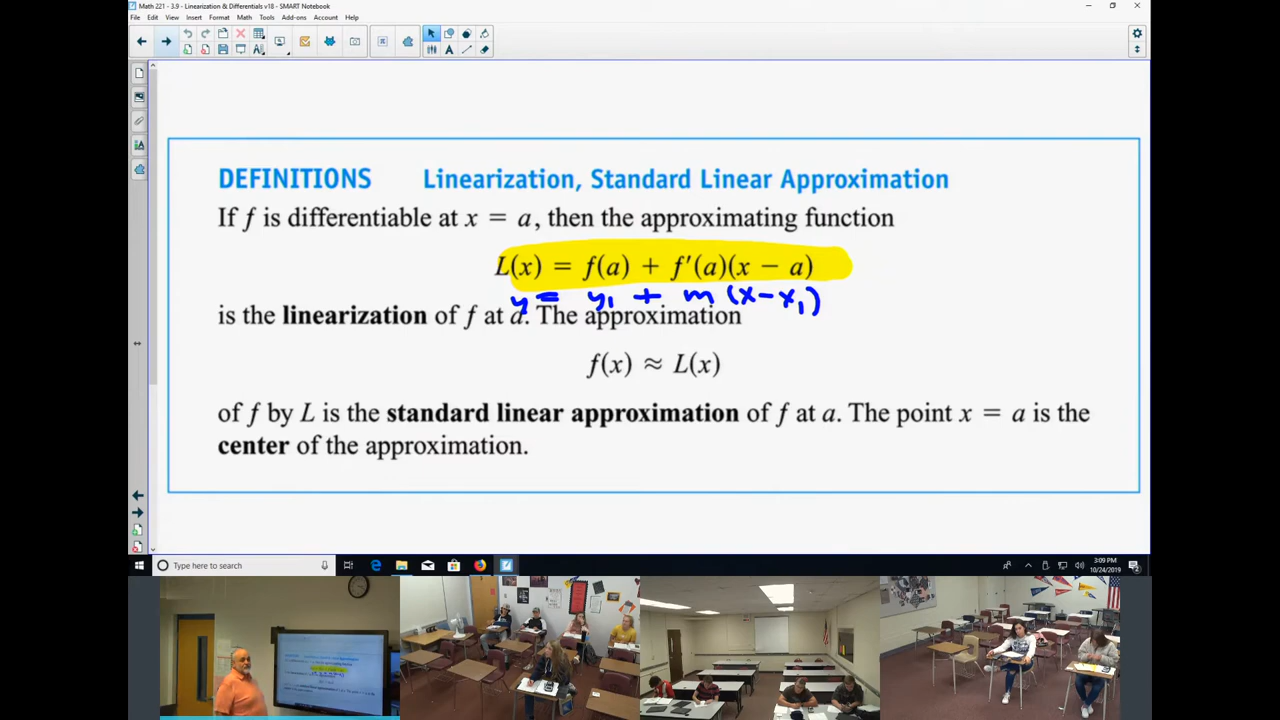 Math 221 - 3.9 - Linearization & Differentials v18 - SMART Notebook
File Edit View Insert Format Math Tools Add-ons Account Help
DEFINITIONS Linearization, Standard Linear Approximation
If f is differentiable at x = a, then the approximating function
L(x) = f(a) + f′(a)(x − a)
y = y₁ + m (x − x₁)
is the linearization of f at a. The approximation
f(x) ≈ L(x)
of f by L is the standard linear approximation of f at a. The point x = a is the
center of the approximation.
Type here to search
3:09 PM
10/24/2019